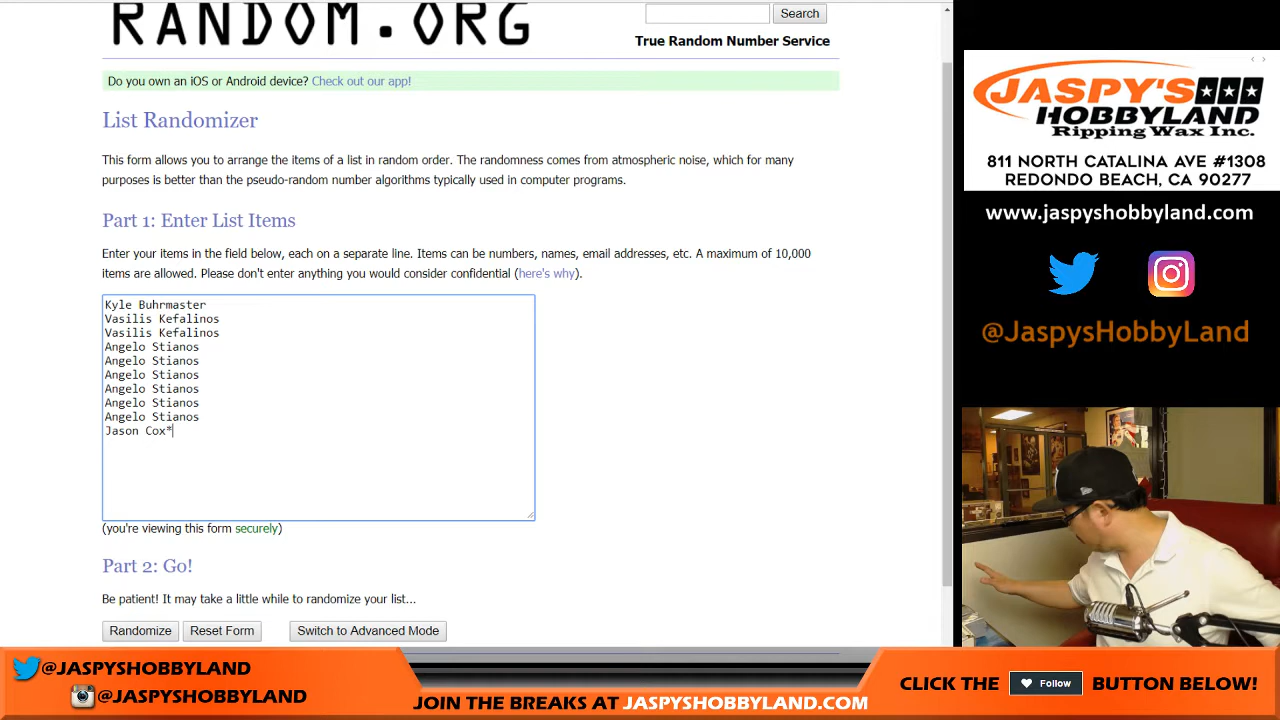 RANDOM.ORG
Search
True Random Number Service
Do you own an iOS or Android device? Check out our app!
List Randomizer
This form allows you to arrange the items of a list in random order. The randomness comes from atmospheric noise, which for many
purposes is better than the pseudo-random number algorithms typically used in computer programs.
Part 1: Enter List Items
Enter your items in the field below, each on a separate line. Items can be numbers, names, email addresses, etc. A maximum of 10,000
items are allowed. Please don't enter anything you would consider confidential (here's why).
Kyle Buhrmaster
Vasilis Kefalinos
Vasilis Kefalinos
Angelo Stianos
Angelo Stianos
Angelo Stianos
Angelo Stianos
Angelo Stianos
Angelo Stianos
Jason Cox*
(you're viewing this form securely)
Part 2: Go!
Be patient! It may take a little while to randomize your list...
Randomize
Reset Form
Switch to Advanced Mode
JASPY'S
HOBBYLAND
Ripping Wax Inc.
811 NORTH CATALINA AVE #1308
REDONDO BEACH, CA 90277
www.jaspyshobbyland.com
@JaspysHobbyLand
@JASPYSHOBBYLAND
@JASPYSHOBBYLAND
JOIN THE BREAKS AT JASPYSHOBBYLAND.COM
CLICK THE Follow BUTTON BELOW!